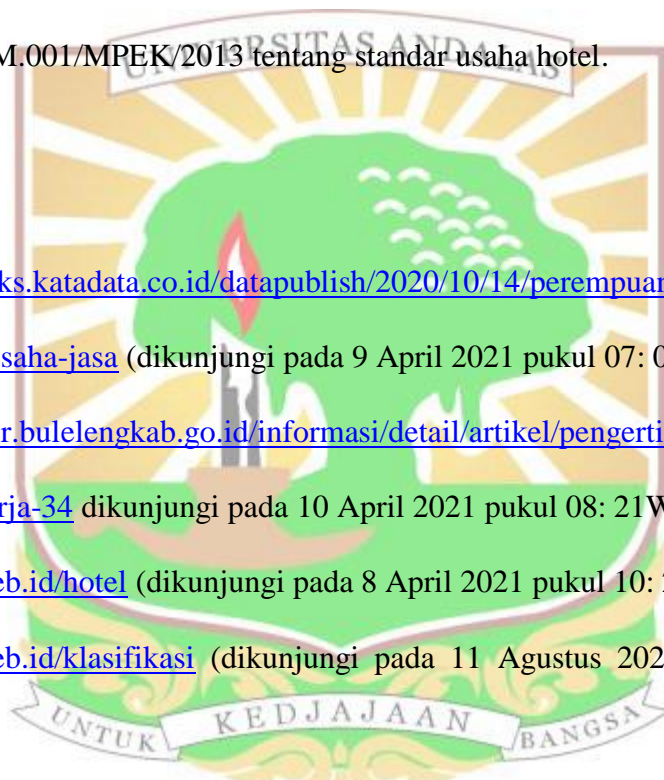 M.001/MPEK/2013 tentang standar usaha hotel.
UNIVERSITAS ANDALAS
ks.katadata.co.id/datapublish/2020/10/14/perempuan
saha-jasa (dikunjungi pada 9 April 2021 pukul 07: 0
r.bulelengkab.go.id/informasi/detail/artikel/pengerti
rja-34 dikunjungi pada 10 April 2021 pukul 08: 21W
eb.id/hotel (dikunjungi pada 8 April 2021 pukul 10:
eb.id/klasifikasi (dikunjungi pada 11 Agustus 202
UNTUK KEDJAJAAN BANGSA